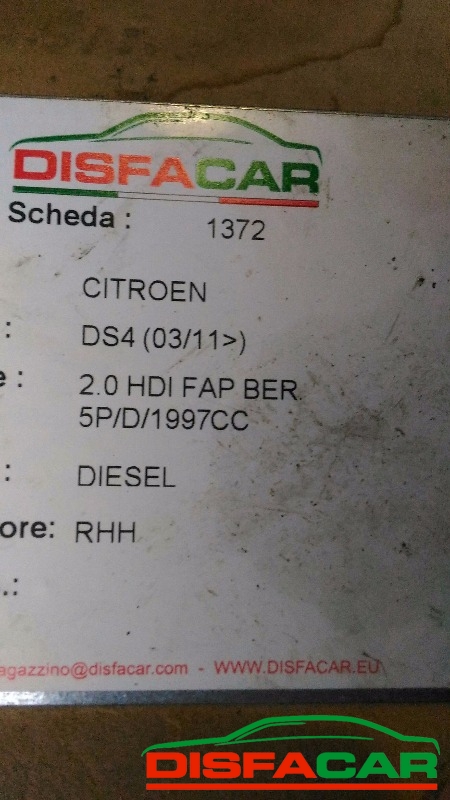 DISFACAR
Scheda : 1372
CITROEN
: DS4 (03/11>)
e : 2.0 HDI FAP BER.
5P/D/1997CC
: DIESEL
ore: RHH
.:
agazzino@disfacar.com - WWW.DISFACAR.EU
DISFACAR